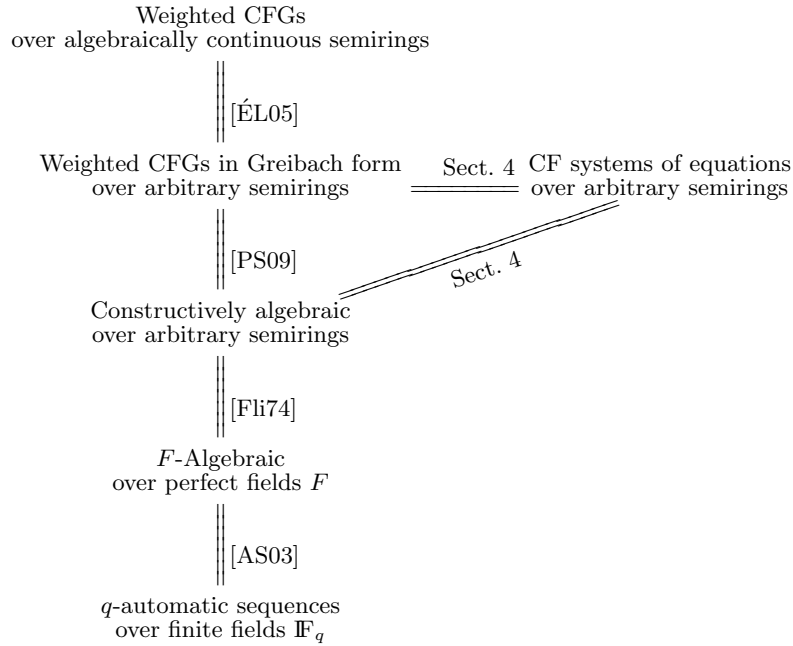 Weighted CFGs
over algebraically continuous semirings
[ÉL05]
Weighted CFGs in Greibach form
over arbitrary semirings
Sect. 4
CF systems of equations
over arbitrary semirings
[PS09]
Sect. 4
Constructively algebraic
over arbitrary semirings
[Fli74]
F-Algebraic
over perfect fields F
[AS03]
q-automatic sequences
over finite fields 𝔽q